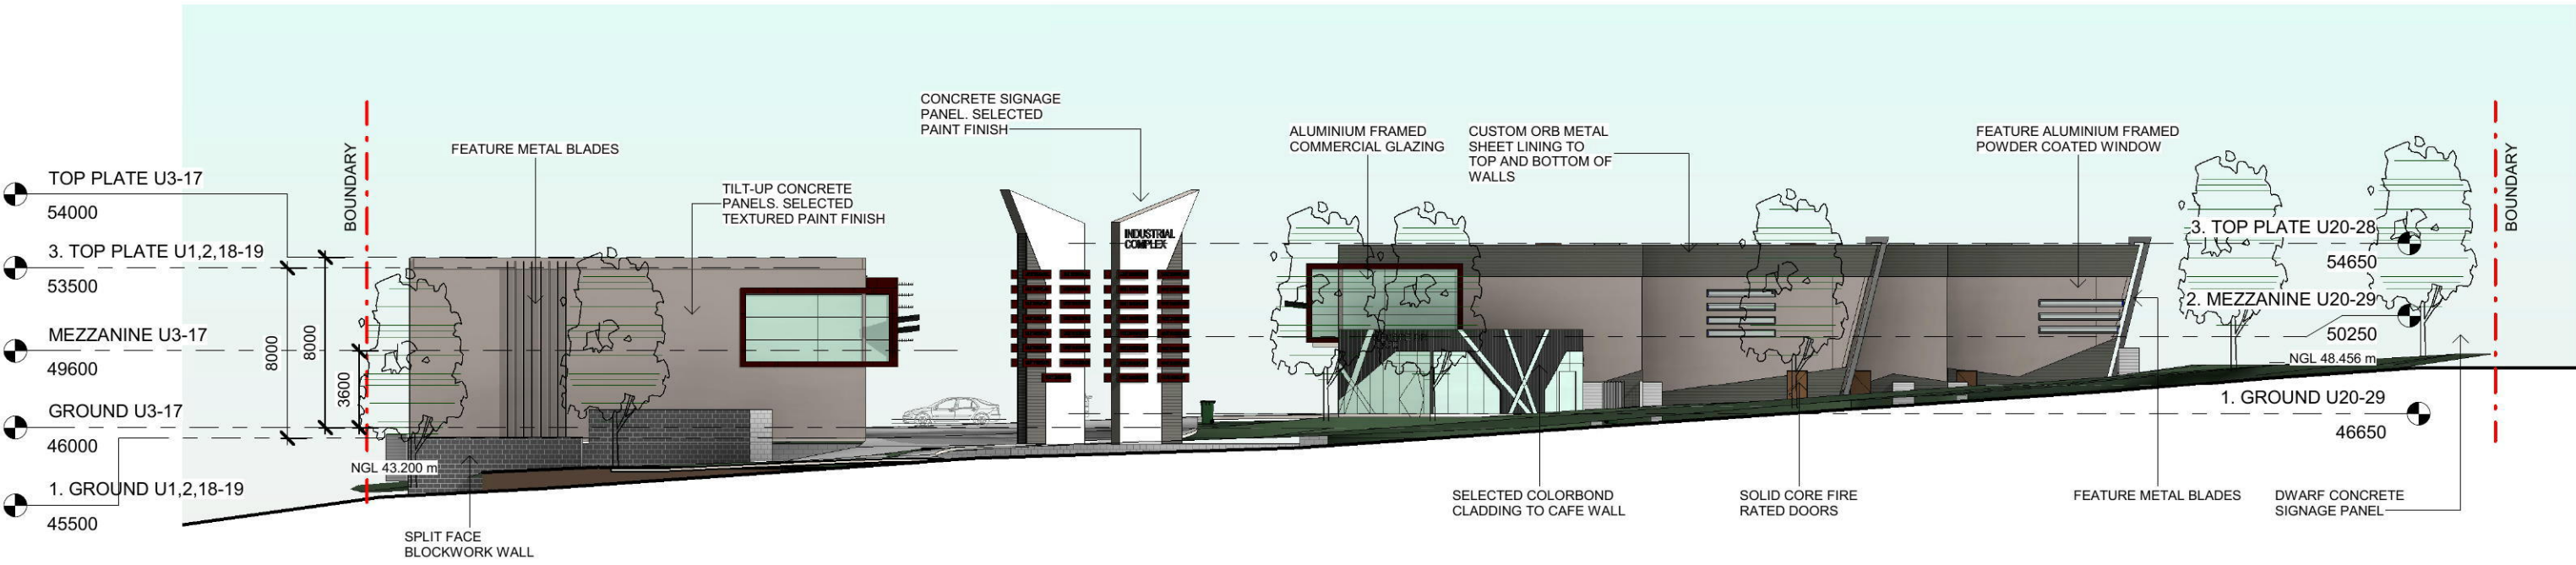 TOP PLATE U3-17
54000
3. TOP PLATE U1,2,18-19
53500
MEZZANINE U3-17
49600
GROUND U3-17
46000
1. GROUND U1,2,18-19
45500
8000
8000
3600
BOUNDARY
NGL 43.200 m
FEATURE METAL BLADES
SPLIT FACE
BLOCKWORK WALL
TILT-UP CONCRETE
PANELS. SELECTED
TEXTURED PAINT FINISH
CONCRETE SIGNAGE
PANEL. SELECTED
PAINT FINISH
INDUSTRIAL
COMPLEX
ALUMINIUM FRAMED
COMMERCIAL GLAZING
CUSTOM ORB METAL
SHEET LINING TO
TOP AND BOTTOM OF
WALLS
SELECTED COLORBOND
CLADDING TO CAFE WALL
SOLID CORE FIRE
RATED DOORS
FEATURE ALUMINIUM FRAMED
POWDER COATED WINDOW
FEATURE METAL BLADES
DWARF CONCRETE
SIGNAGE PANEL
3. TOP PLATE U20-28
54650
2. MEZZANINE U20-29
50250
NGL 48.456 m
1. GROUND U20-29
46650
BOUNDARY